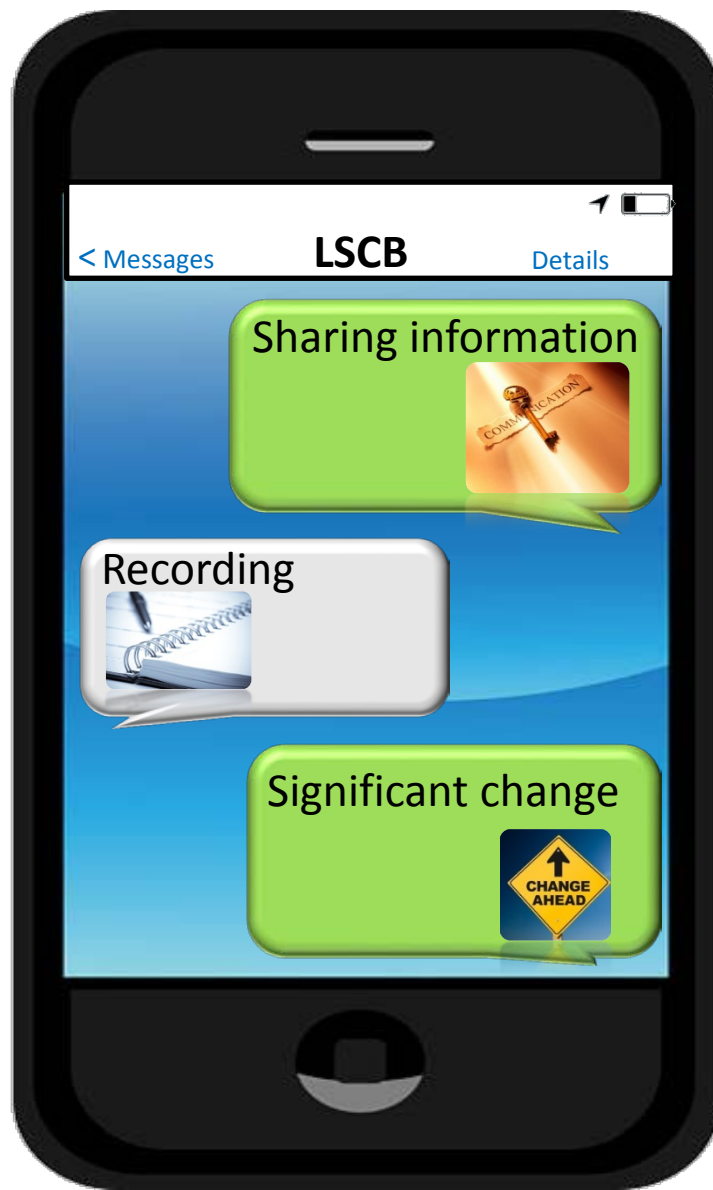 < Messages LSCB Details
Sharing information
COMMUNICATION
Recording
Significant change
CHANGE
AHEAD